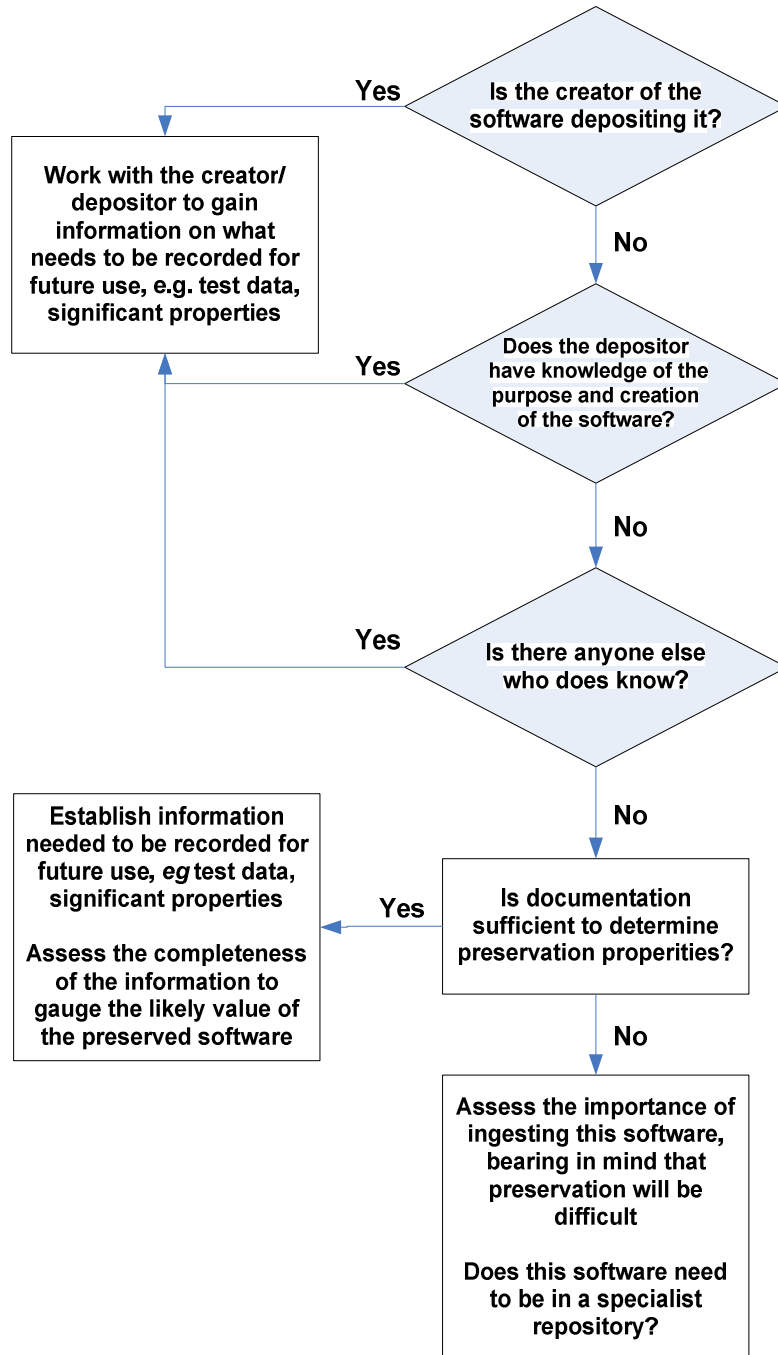 Is the creator of the
software depositing it?
Yes
Work with the creator/
depositor to gain
information on what
needs to be recorded for
future use, e.g. test data,
significant properties
No
Does the depositor
have knowledge of the
purpose and creation
of the software?
Yes
No
Is there anyone else
who does know?
Yes
No
Is documentation
sufficient to determine
preservation properities?
Yes
Establish information
needed to be recorded for
future use, eg test data,
significant properties
Assess the completeness
of the information to
gauge the likely value of
the preserved software
No
Assess the importance of
ingesting this software,
bearing in mind that
preservation will be
difficult
Does this software need
to be in a specialist
repository?